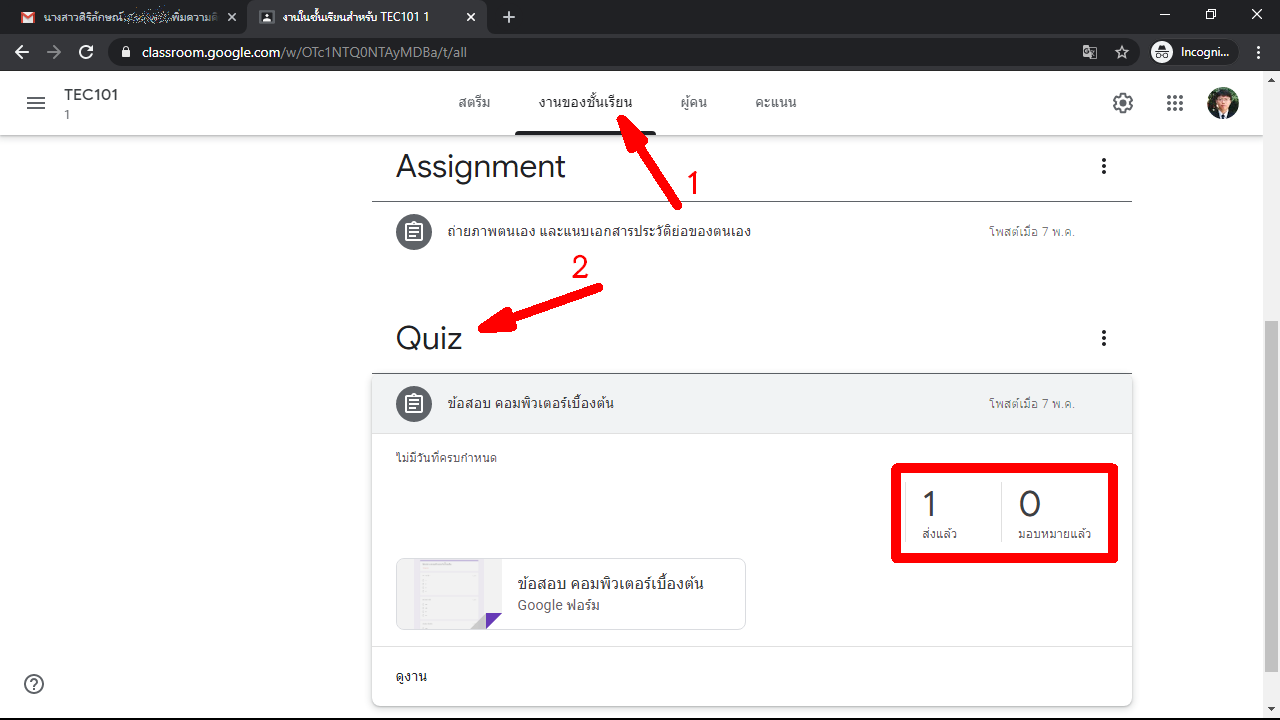 นางสาวศิริลักษณ์
งานในชั้นเรียนสำหรับ TEC101 1
classroom.google.com/w/OTc1NTQ0NTAyMDBa/t/all
Incogni...
TEC101
1
สตรีม
งานของชั้นเรียน
ผู้คน
คะแนน
1
Assignment
ถ่ายภาพตนเอง และแนบเอกสารประวัติย่อของตนเอง
โพสต์เมื่อ 7 พ.ค.
2
Quiz
ข้อสอบ คอมพิวเตอร์เบื้องต้น
โพสต์เมื่อ 7 พ.ค.
ไม่มีวันที่ครบกำหนด
1
ส่งแล้ว
0
มอบหมายแล้ว
ข้อสอบ คอมพิวเตอร์เบื้องต้น
Google ฟอร์ม
ดูงาน